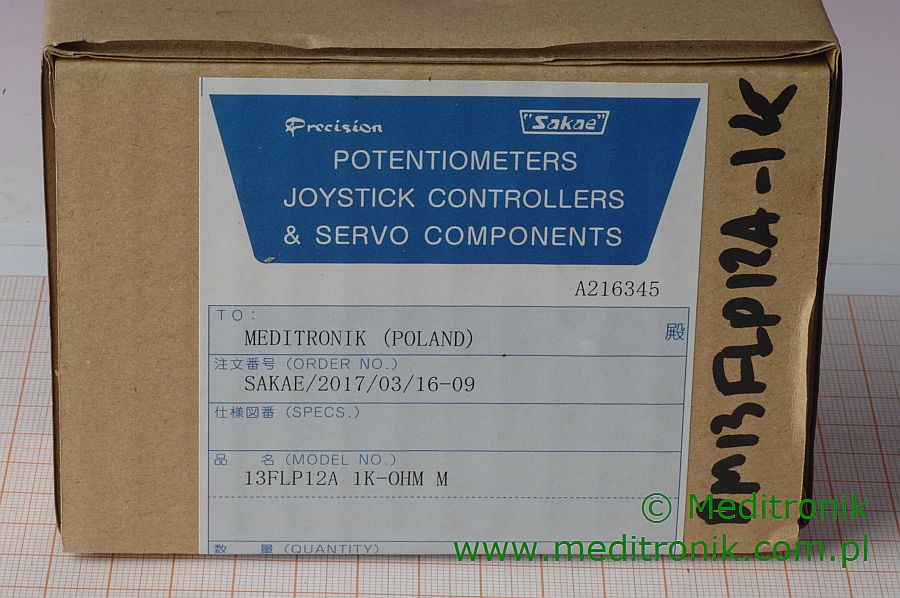 Precision
"Sakae"
POTENTIOMETERS
JOYSTICK CONTROLLERS
& SERVO COMPONENTS
A216345
TO:
MEDITRONIK (POLAND) 殿
注文番号 (ORDER NO.)
SAKAE/2017/03/16-09
仕様図番 (SPECS.)
品 名 (MODEL NO.)
13FLP12A 1K-OHM M
数 量 (QUANTITY)
PM13FLP12A-1K
© Meditronik
www.meditronik.com.pl